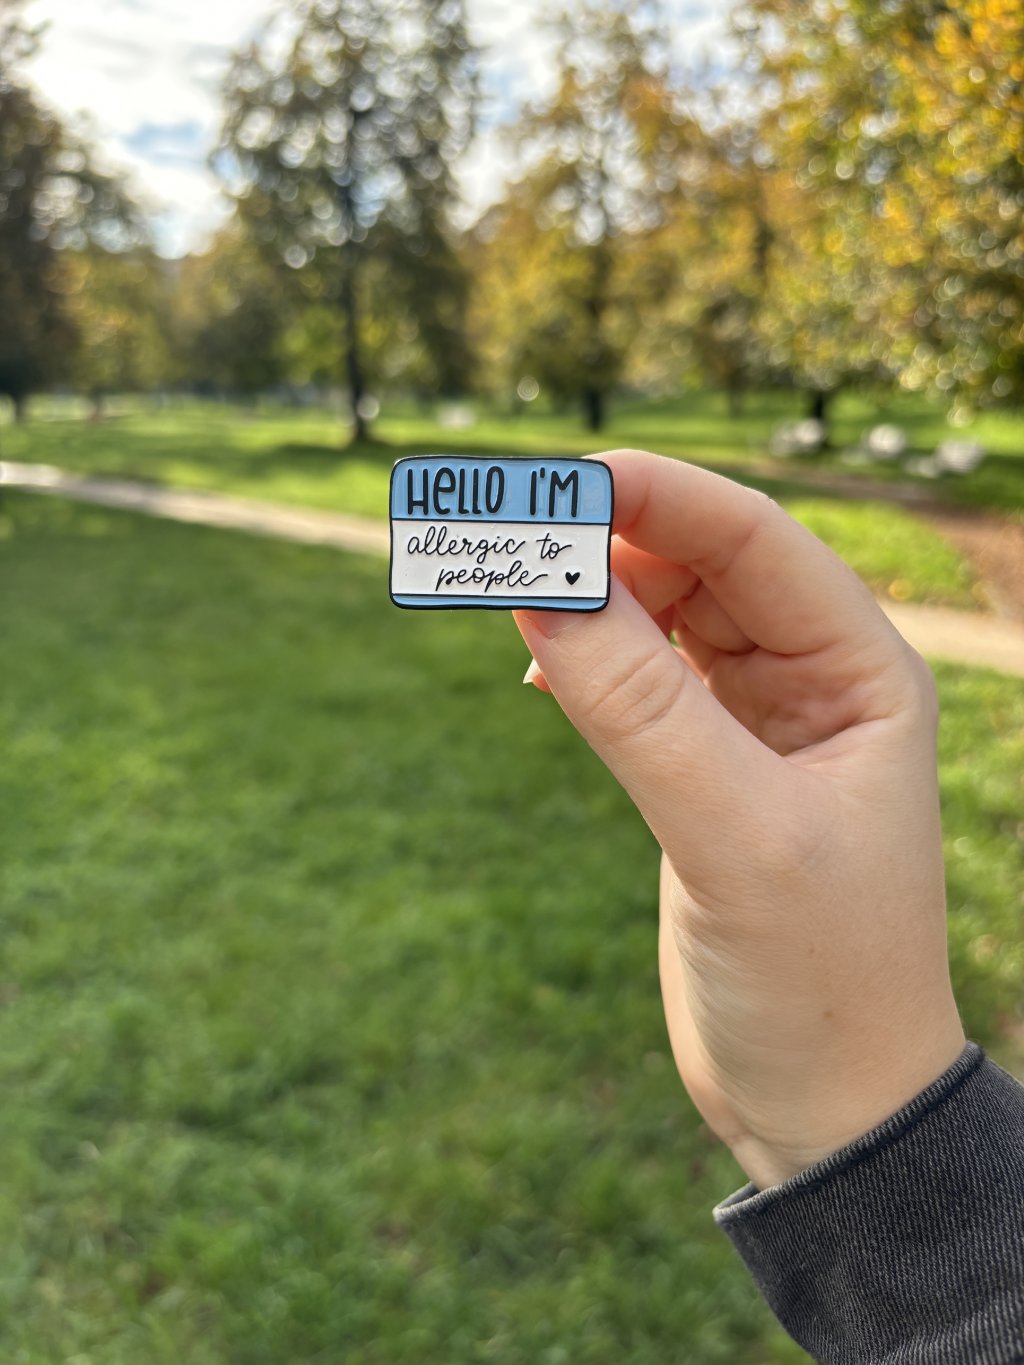 HELLO I'M
allergic to
people ♥